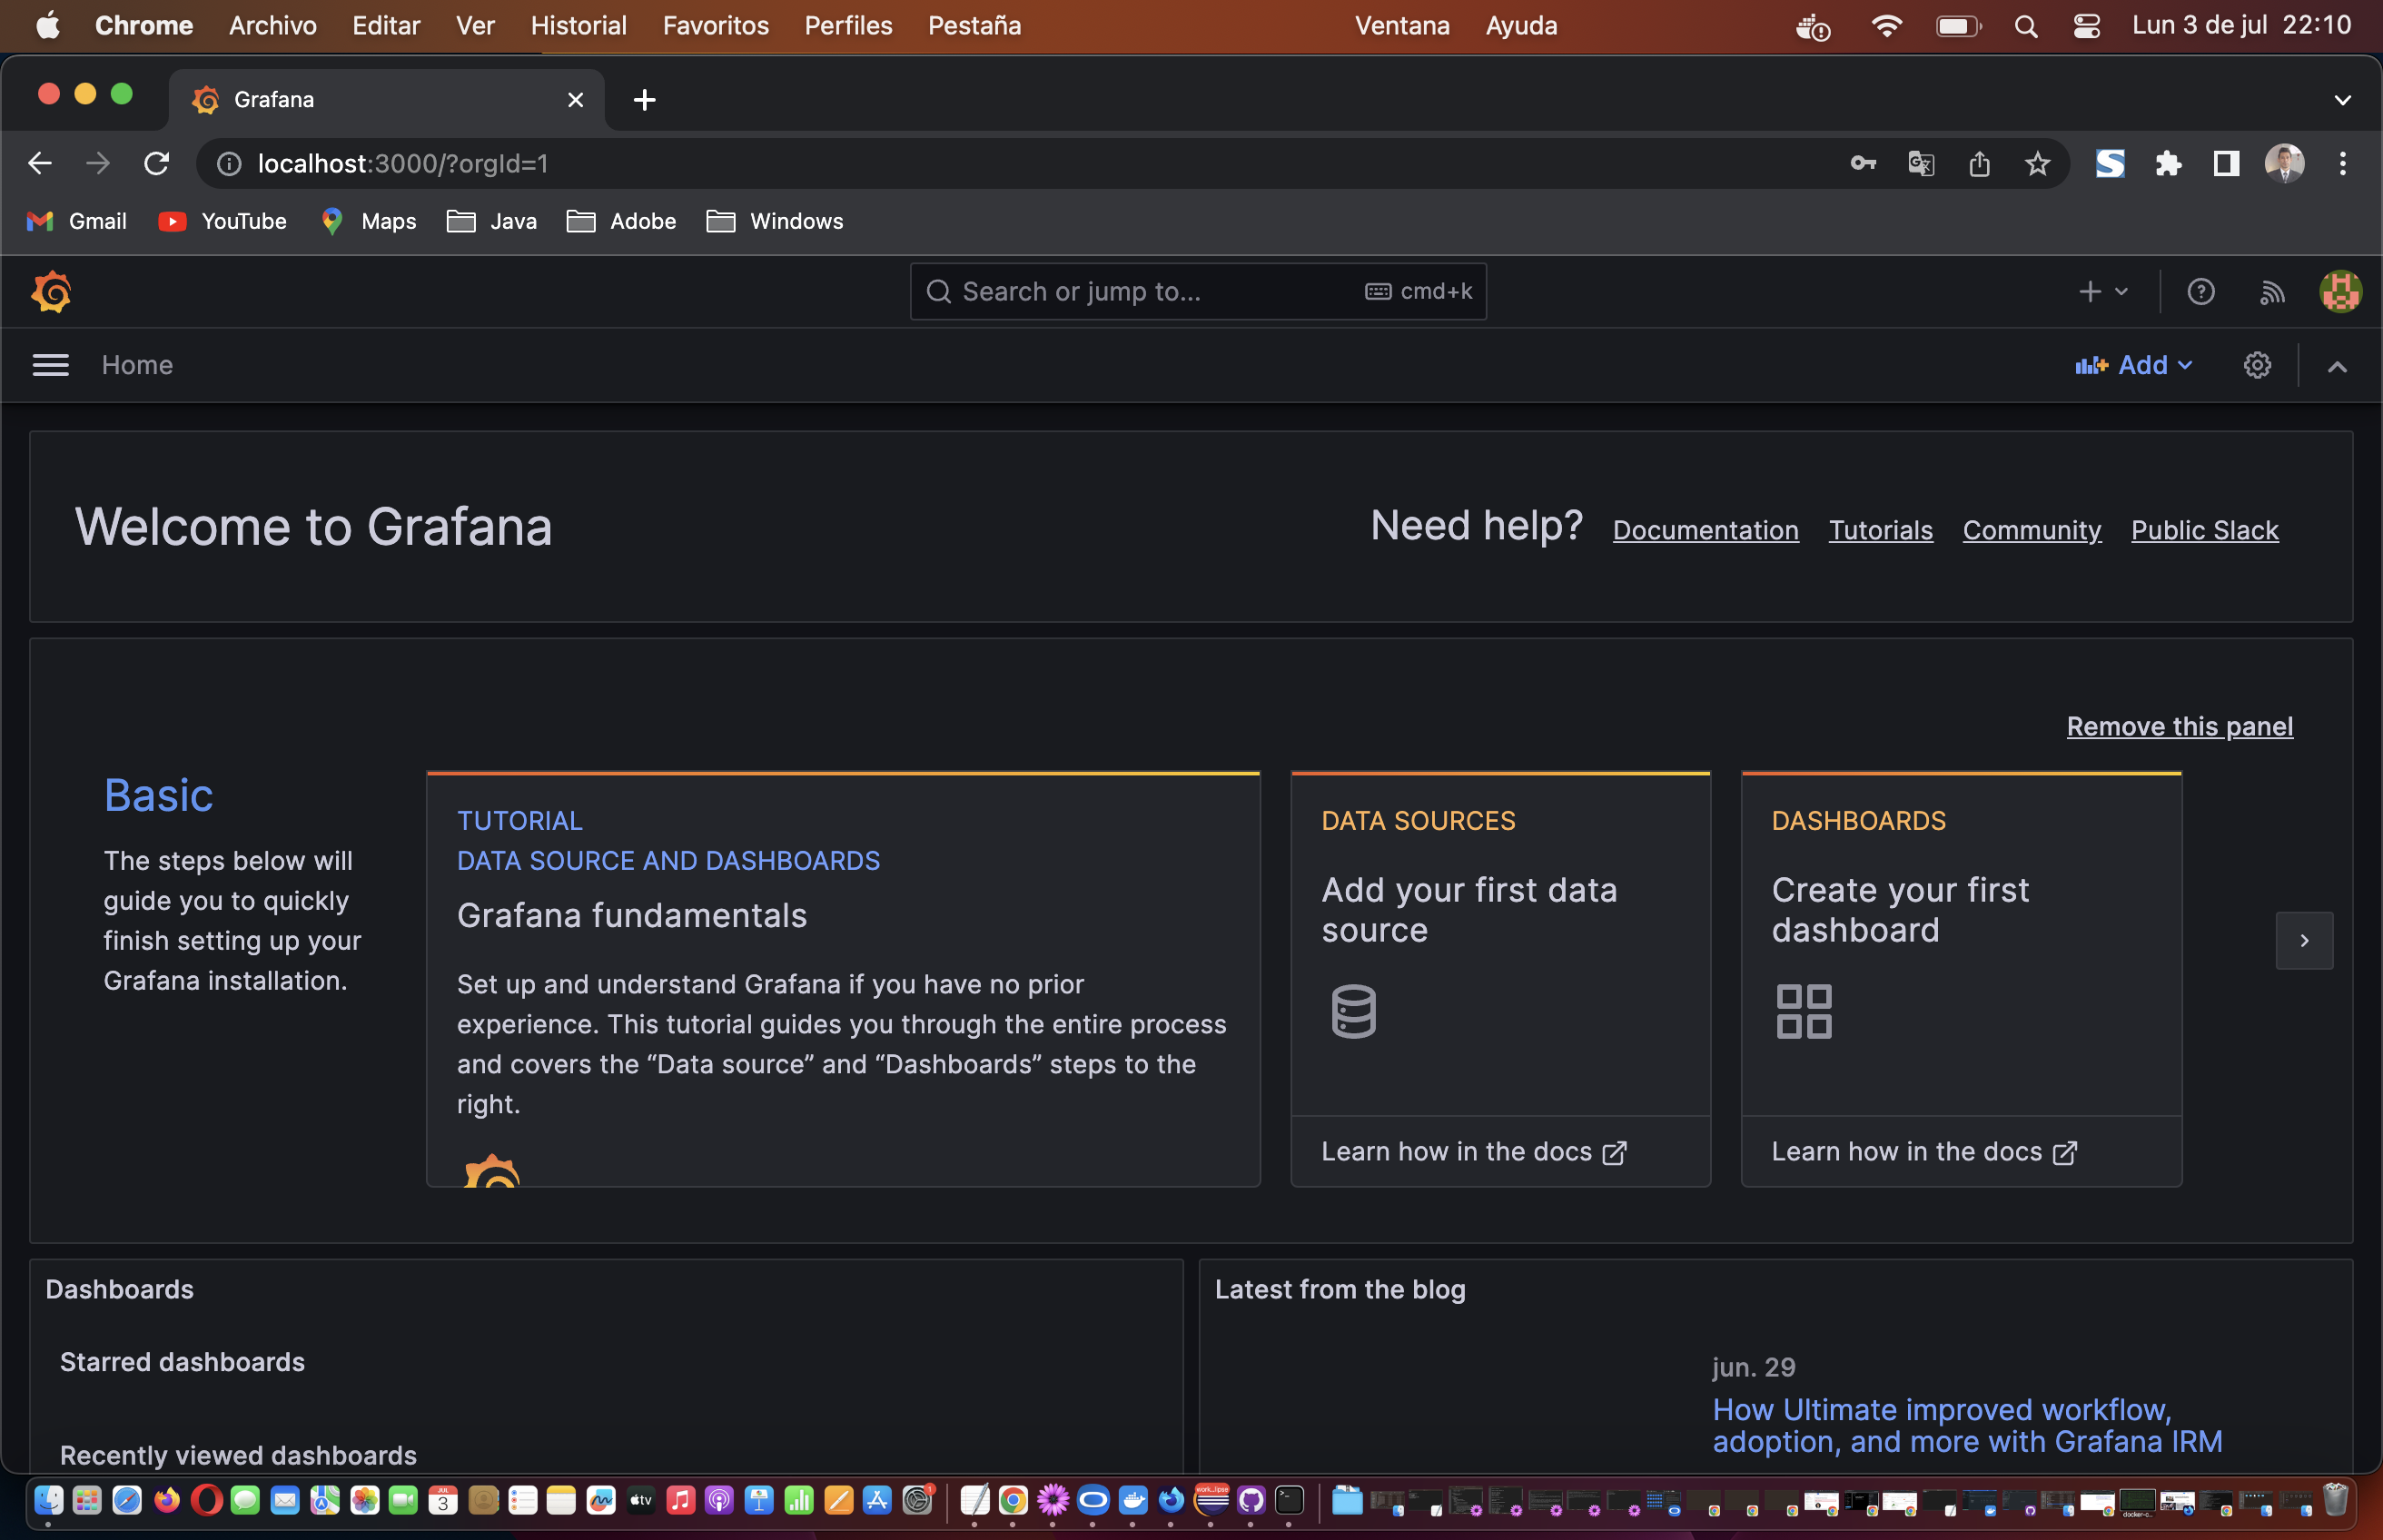 Chrome Archivo Editar Ver Historial Favoritos Perfiles Pestaña Ventana Ayuda Lun 3 de jul 22:10
Grafana
localhost:3000/?orgId=1
Gmail YouTube Maps Java Adobe Windows
Search or jump to... cmd+k
Home Add
Welcome to Grafana
Need help? Documentation Tutorials Community Public Slack
Remove this panel
Basic
The steps below will
guide you to quickly
finish setting up your
Grafana installation.
TUTORIAL
DATA SOURCE AND DASHBOARDS
Grafana fundamentals
Set up and understand Grafana if you have no prior
experience. This tutorial guides you through the entire process
and covers the “Data source” and “Dashboards” steps to the
right.
DATA SOURCES
Add your first data
source
Learn how in the docs
DASHBOARDS
Create your first
dashboard
Learn how in the docs
Dashboards
Starred dashboards
Recently viewed dashboards
Latest from the blog
jun. 29
How Ultimate improved workflow,
adoption, and more with Grafana IRM
JUL
3
tv
1